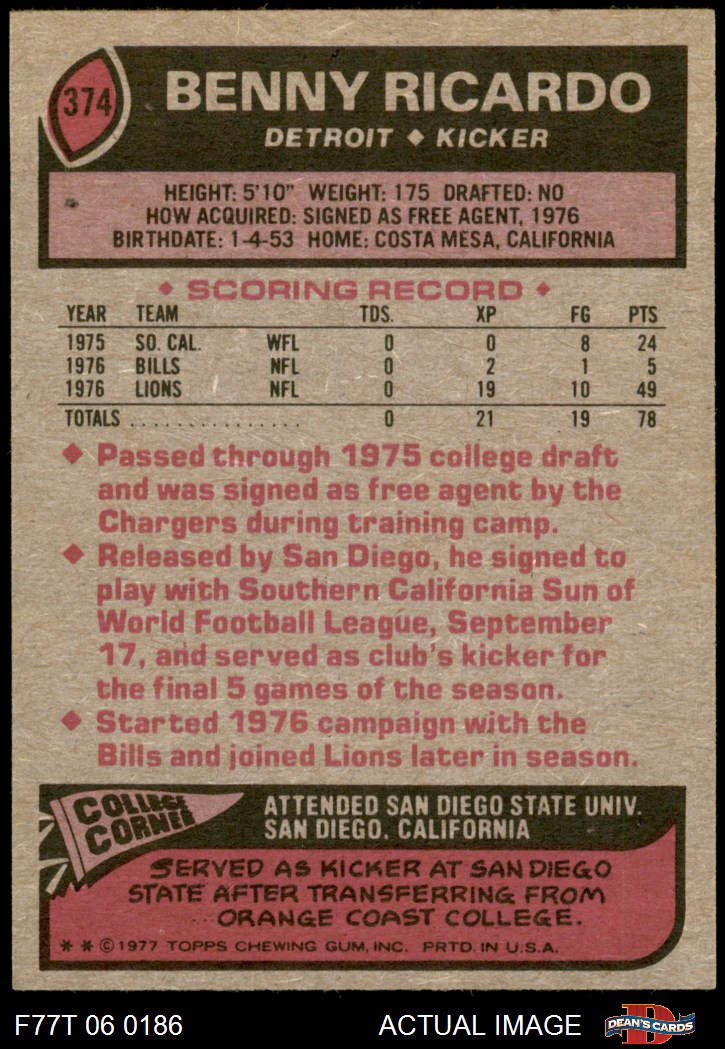 374
BENNY RICARDO
DETROIT ◆ KICKER
HEIGHT: 5'10" WEIGHT: 175 DRAFTED: NO
HOW ACQUIRED: SIGNED AS FREE AGENT, 1976
BIRTHDATE: 1-4-53 HOME: COSTA MESA, CALIFORNIA
◆ SCORING RECORD ◆
YEAR TEAM TDS. XP FG PTS
1975 SO. CAL. WFL 0 0 8 24
1976 BILLS NFL 0 2 1 5
1976 LIONS NFL 0 19 10 49
TOTALS . . . . . . . . . . . . . . . 0 21 19 78
◆ Passed through 1975 college draft
and was signed as free agent by the
Chargers during training camp.
◆ Released by San Diego, he signed to
play with Southern California Sun of
World Football League, September
17, and served as club's kicker for
the final 5 games of the season.
◆ Started 1976 campaign with the
Bills and joined Lions later in season.
COLLEGE
CORNER
ATTENDED SAN DIEGO STATE UNIV.
SAN DIEGO, CALIFORNIA
SERVED AS KICKER AT SAN DIEGO
STATE AFTER TRANSFERRING FROM
ORANGE COAST COLLEGE.
* * © 1977 TOPPS CHEWING GUM, INC. PRTD. IN U.S.A.
F77T 06 0186 ACTUAL IMAGE
D
DEAN'S CARDS